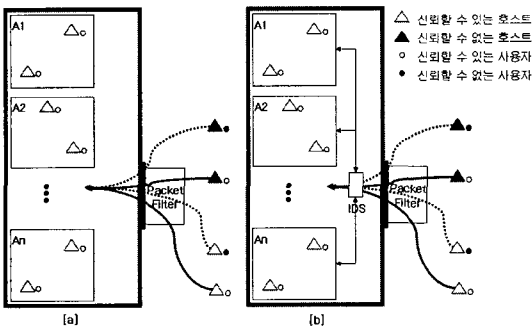 A1
A2
An
Packet
Filter
[a]
A1
A2
An
IDS
Packet
Filter
[b]
신뢰할 수 있는 호스트
신뢰할 수 없는 호스트
신뢰할 수 있는 사용자
신뢰할 수 없는 사용자